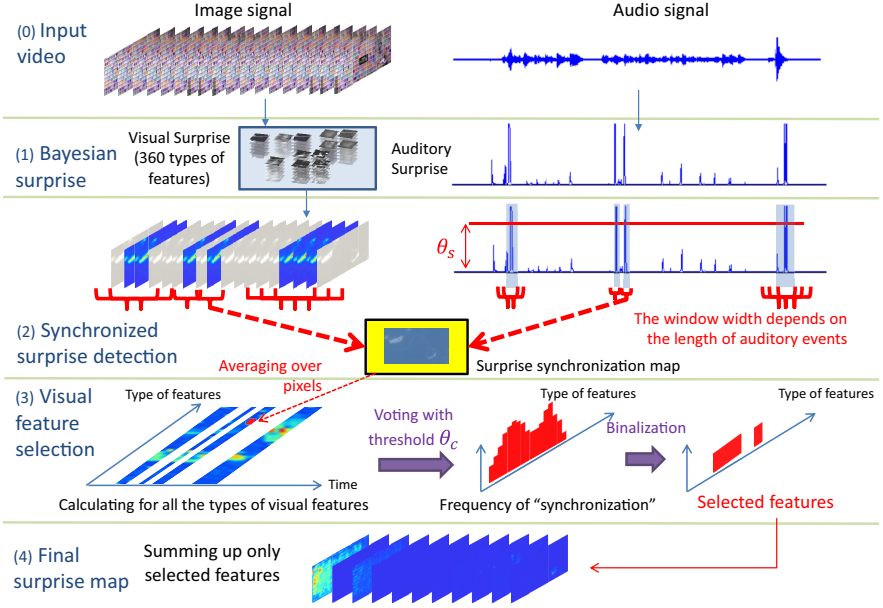 Image signal
Audio signal
(0) Input
video
(1) Bayesian
surprise
Visual Surprise
(360 types of
features)
Auditory
Surprise
θs
(2) Synchronized
surprise detection
The window width depends on
the length of auditory events
Surprise synchronization map
Averaging over
pixels
(3) Visual
feature
selection
Type of features
Time
Calculating for all the types of visual features
Voting with
threshold θc
Type of features
Frequency of “synchronization”
Binalization
Type of features
Selected features
(4) Final
surprise map
Summing up only
selected features